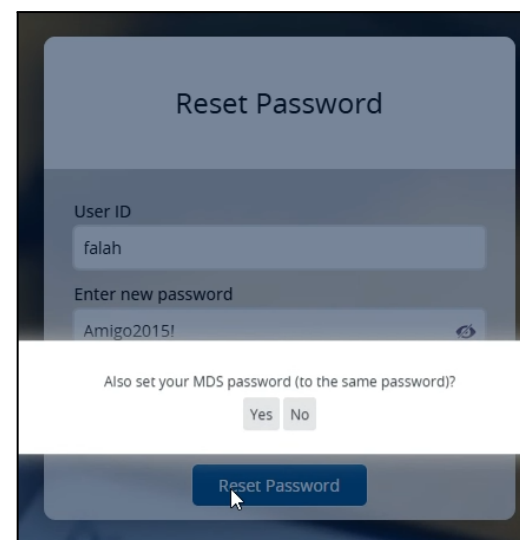 Reset Password
User ID
falah
Enter new password
Amigo2015!
Also set your MDS password (to the same password)?
Yes No
Reset Password